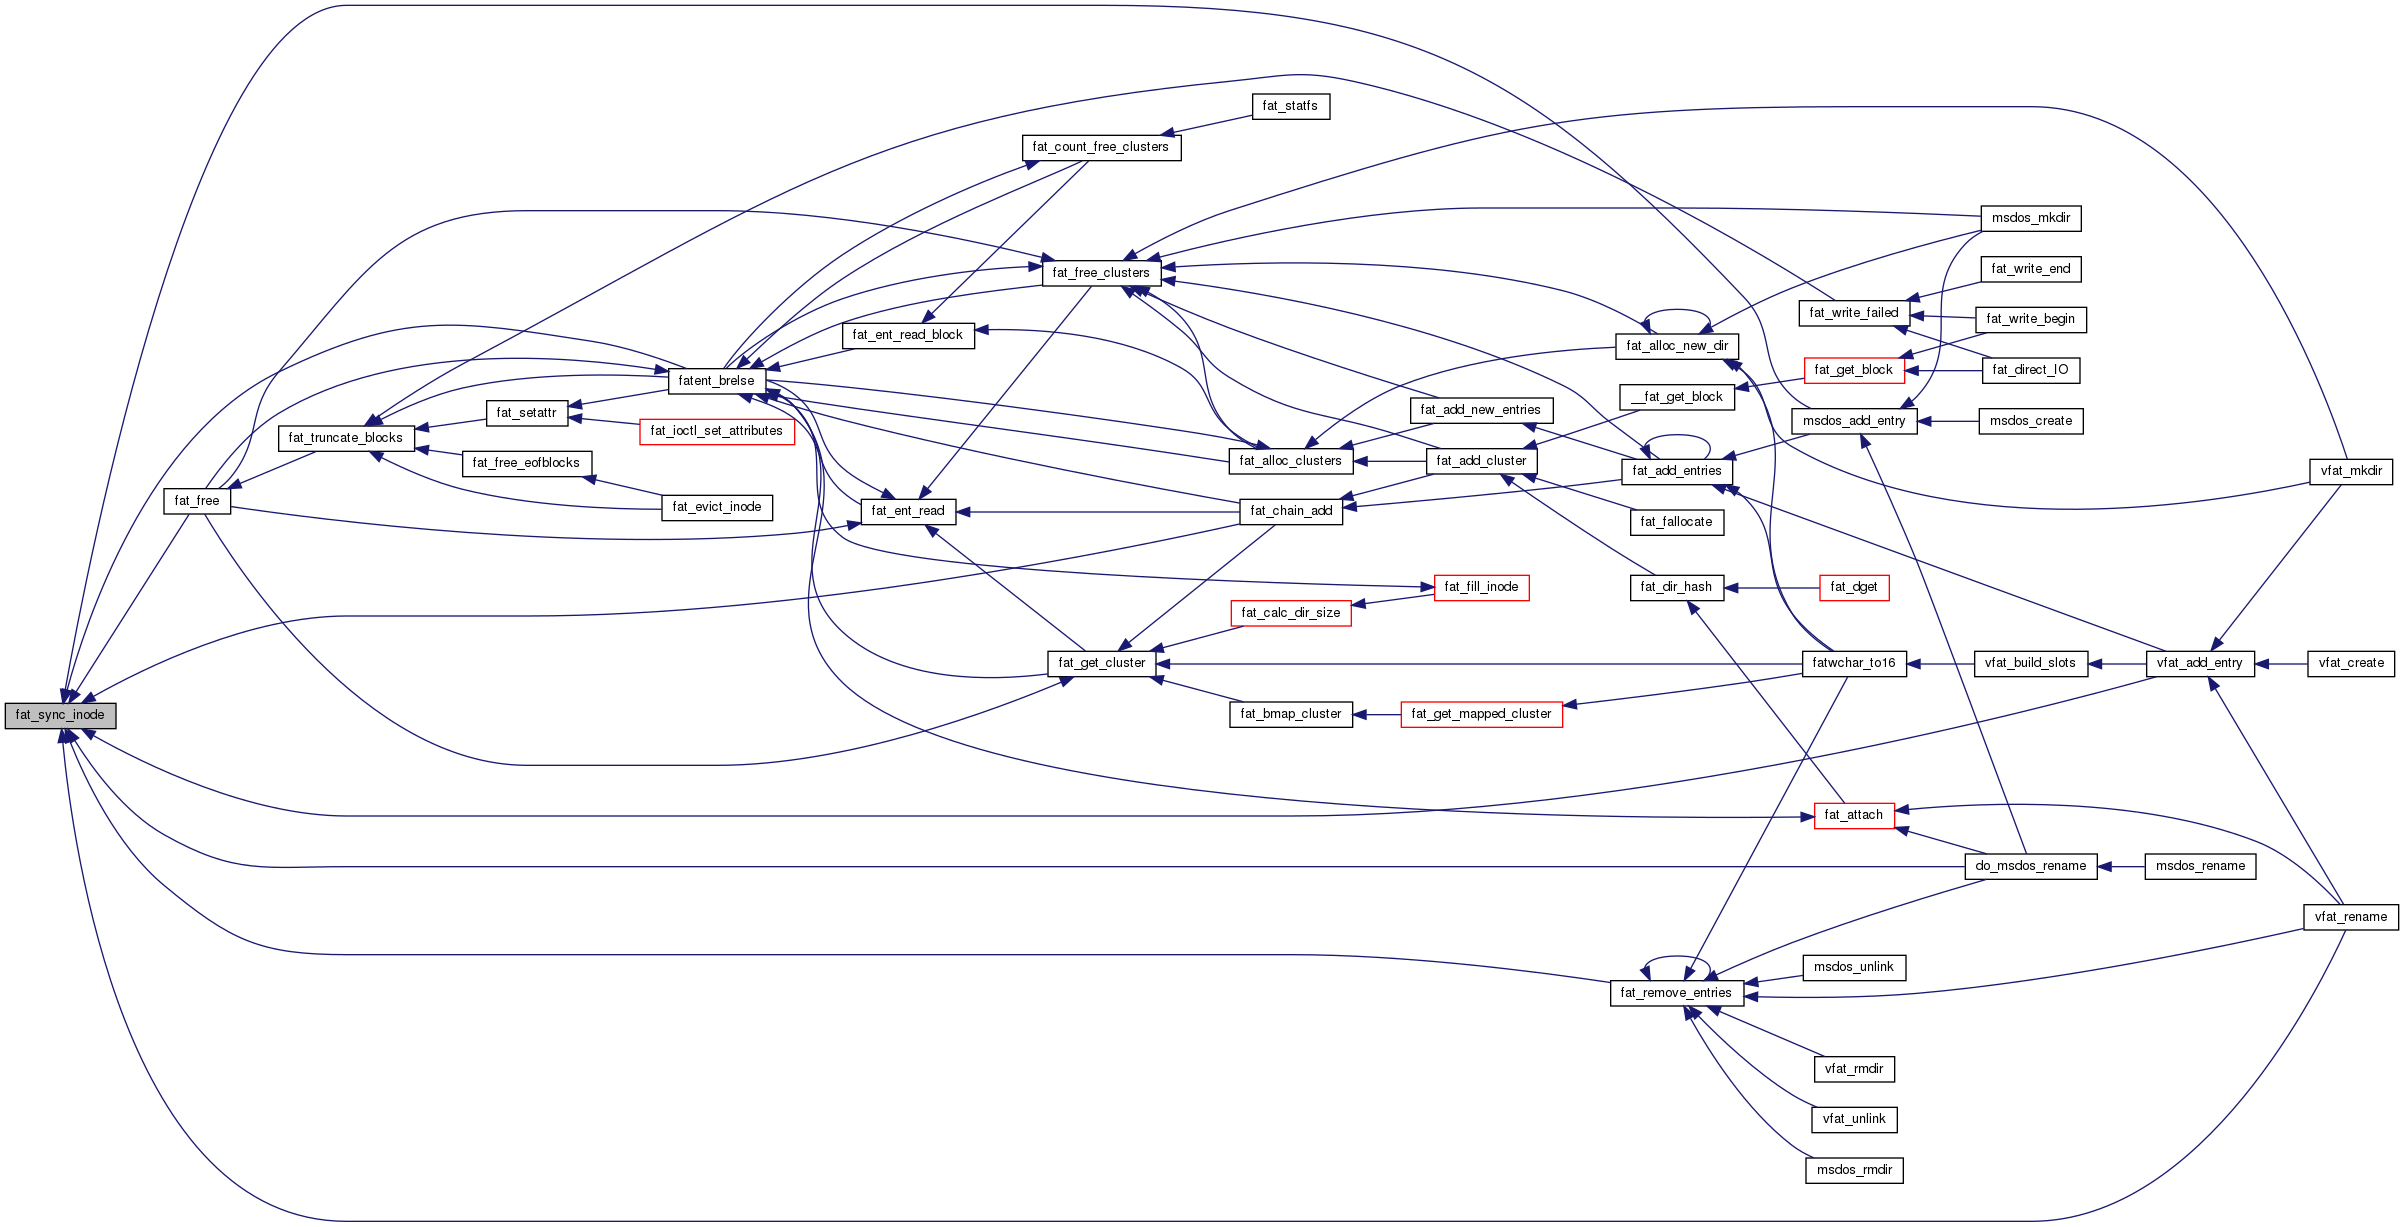 fat_statfs
fat_count_free_clusters
msdos_mkdir
fat_free_clusters
fat_write_end
fat_write_failed
fat_write_begin
fat_ent_read_block
fat_alloc_new_dir
fat_get_block
fat_direct_IO
fatent_brelse
__fat_get_block
fat_setattr
fat_add_new_entries
msdos_add_entry
msdos_create
fat_ioctl_set_attributes
fat_truncate_blocks
fat_free_eofblocks
fat_alloc_clusters
fat_add_cluster
fat_add_entries
vfat_mkdir
fat_free
fat_evict_inode
fat_ent_read
fat_chain_add
fat_fallocate
fat_fill_inode
fat_dir_hash
fat_dget
fat_calc_dir_size
fat_get_cluster
fatwchar_to16
vfat_build_slots
vfat_add_entry
vfat_create
fat_sync_inode
fat_bmap_cluster
fat_get_mapped_cluster
fat_attach
do_msdos_rename
msdos_rename
vfat_rename
msdos_unlink
fat_remove_entries
vfat_rmdir
vfat_unlink
msdos_rmdir